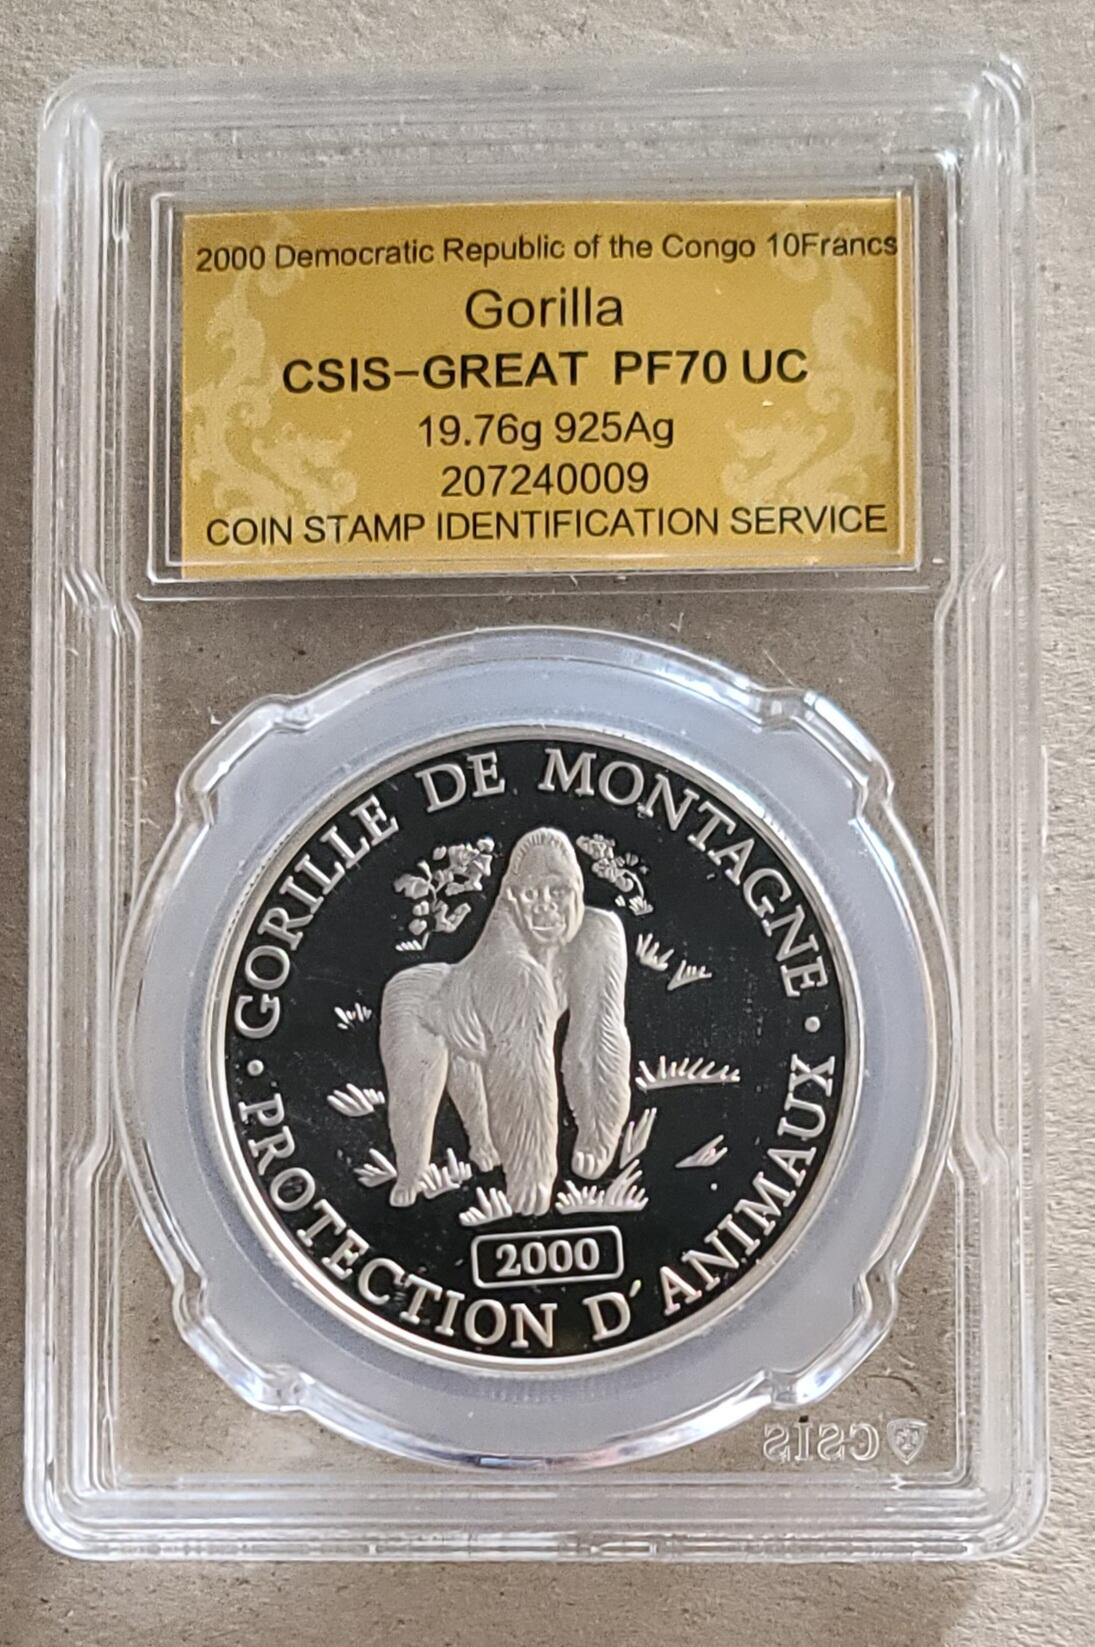 2000 Democratic Republic of the Congo 10Francs
Gorilla
CSIS-GREAT PF70 UC
19.76g 925Ag
207240009
COIN STAMP IDENTIFICATION SERVICE
GORILLE DE MONTAGNE
2000
PROTECTION D'ANIMAUX
CSIS